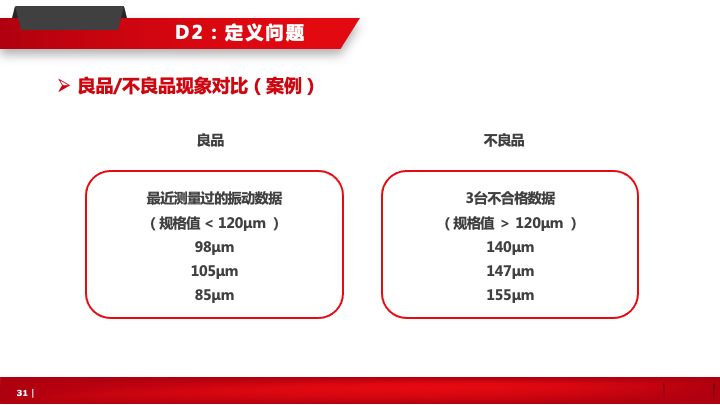 D2：定义问题
良品/不良品现象对比（案例）
良品
不良品
最近测量过的振动数据
（规格值 < 120μm ）
98μm
105μm
85μm
3台不合格数据
（规格值 ＞ 120μm ）
140μm
147μm
155μm
31 |